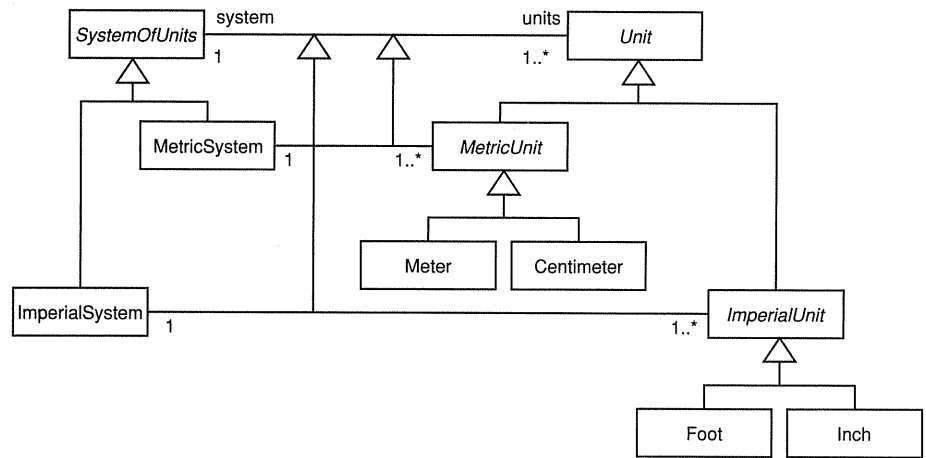 system
units
SystemOfUnits
Unit
1
1..*
MetricSystem
1
1..*
MetricUnit
Meter
Centimeter
ImperialSystem
1
1..*
ImperialUnit
Foot
Inch